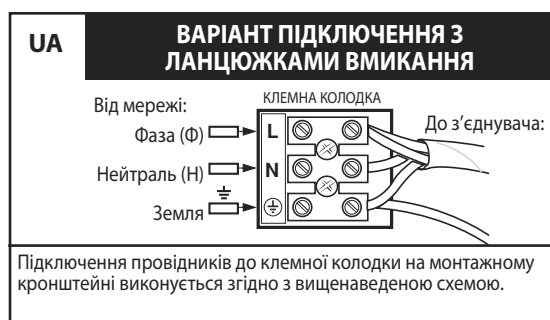 UA
ВАРІАНТ ПІДКЛЮЧЕННЯ З
ЛАНЦЮЖКАМИ ВМИКАННЯ
Від мережі:
КЛЕМНА КОЛОДКА
Фаза (Ф)
L
До з’єднувача:
Нейтраль (Н)
N
Земля
Підключення провідників до клемної колодки на монтажному
кронштейні виконується згідно з вищенаведеною схемою.